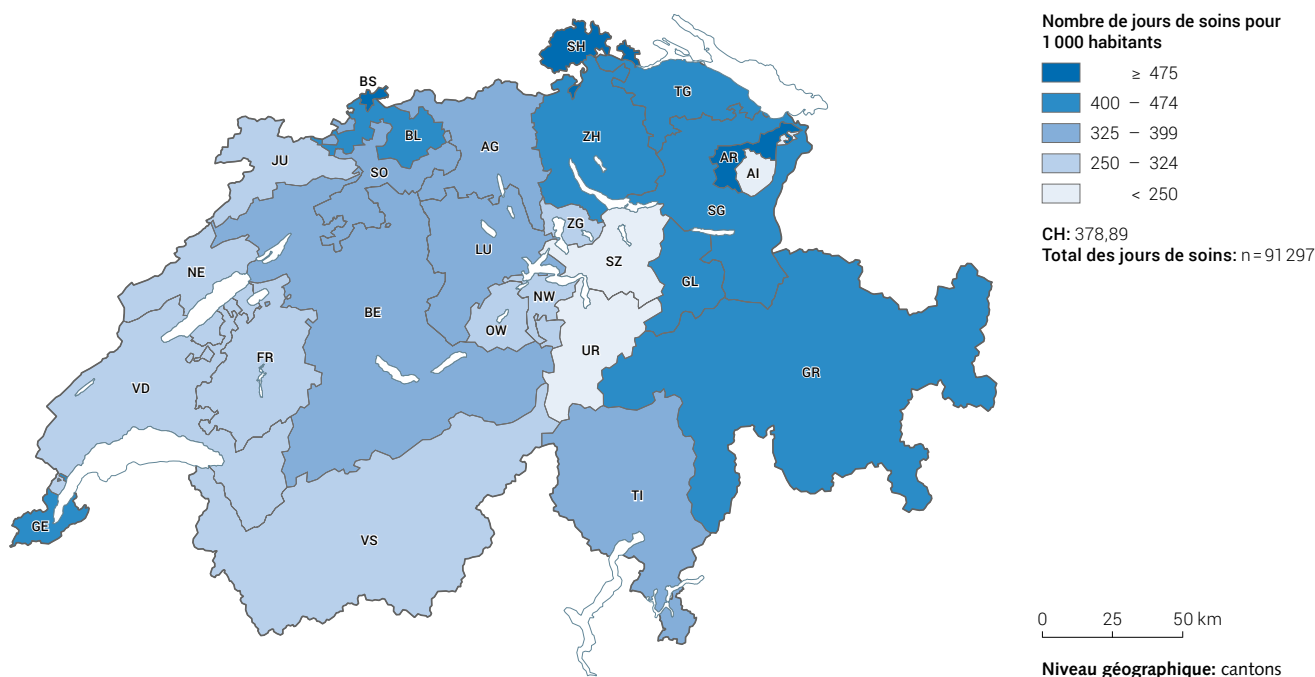 SH
BS
TG
BL
ZH
AG
JU
AR
SO
AI
SG
ZG
LU
SZ
NE
GL
NW
BE
OW
UR
FR
GR
VD
TI
GE
VS
Nombre de jours de soins pour
1 000 habitants
≥ 475
400 – 474
325 – 399
250 – 324
< 250
CH: 378,89
Total des jours de soins: n = 91 297
0 25 50 km
Niveau géographique: cantons